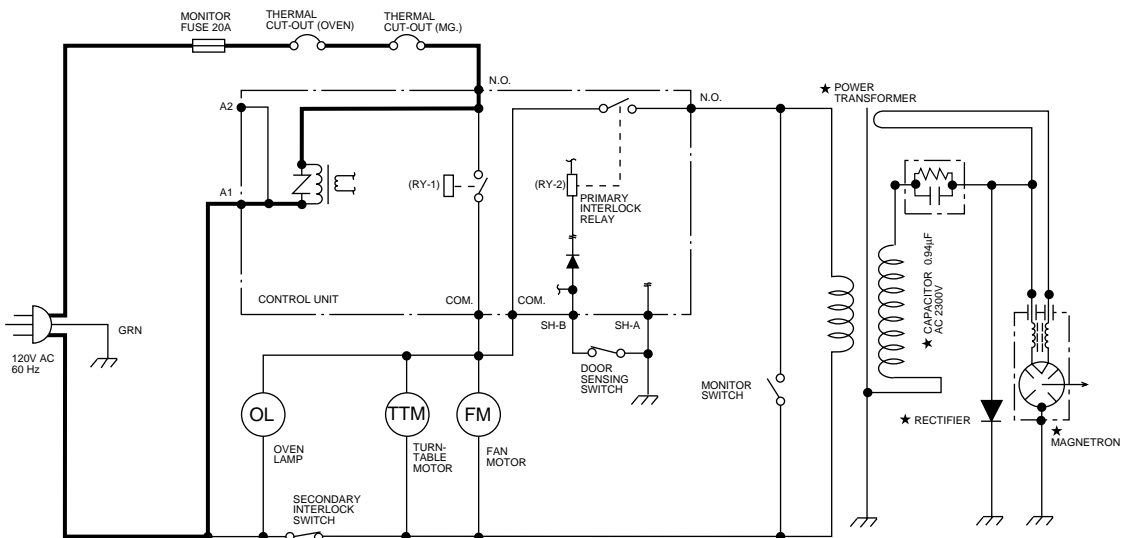 MONITOR
FUSE 20A
THERMAL
CUT-OUT (OVEN)
THERMAL
CUT-OUT (MG.)
N.O.
A2
N.O.
★ POWER
TRANSFORMER
A1
(RY-1)
(RY-2)
PRIMARY
INTERLOCK
RELAY
★ CAPACITOR 0.94µF
AC 2300V
CONTROL UNIT
COM.
COM.
SH-B
SH-A
GRN
120V AC
60 Hz
DOOR
SENSING
SWITCH
MONITOR
SWITCH
OL
TTM
FM
OVEN
LAMP
TURN-
TABLE
MOTOR
FAN
MOTOR
★ RECTIFIER
★
MAGNETRON
SECONDARY
INTERLOCK
SWITCH